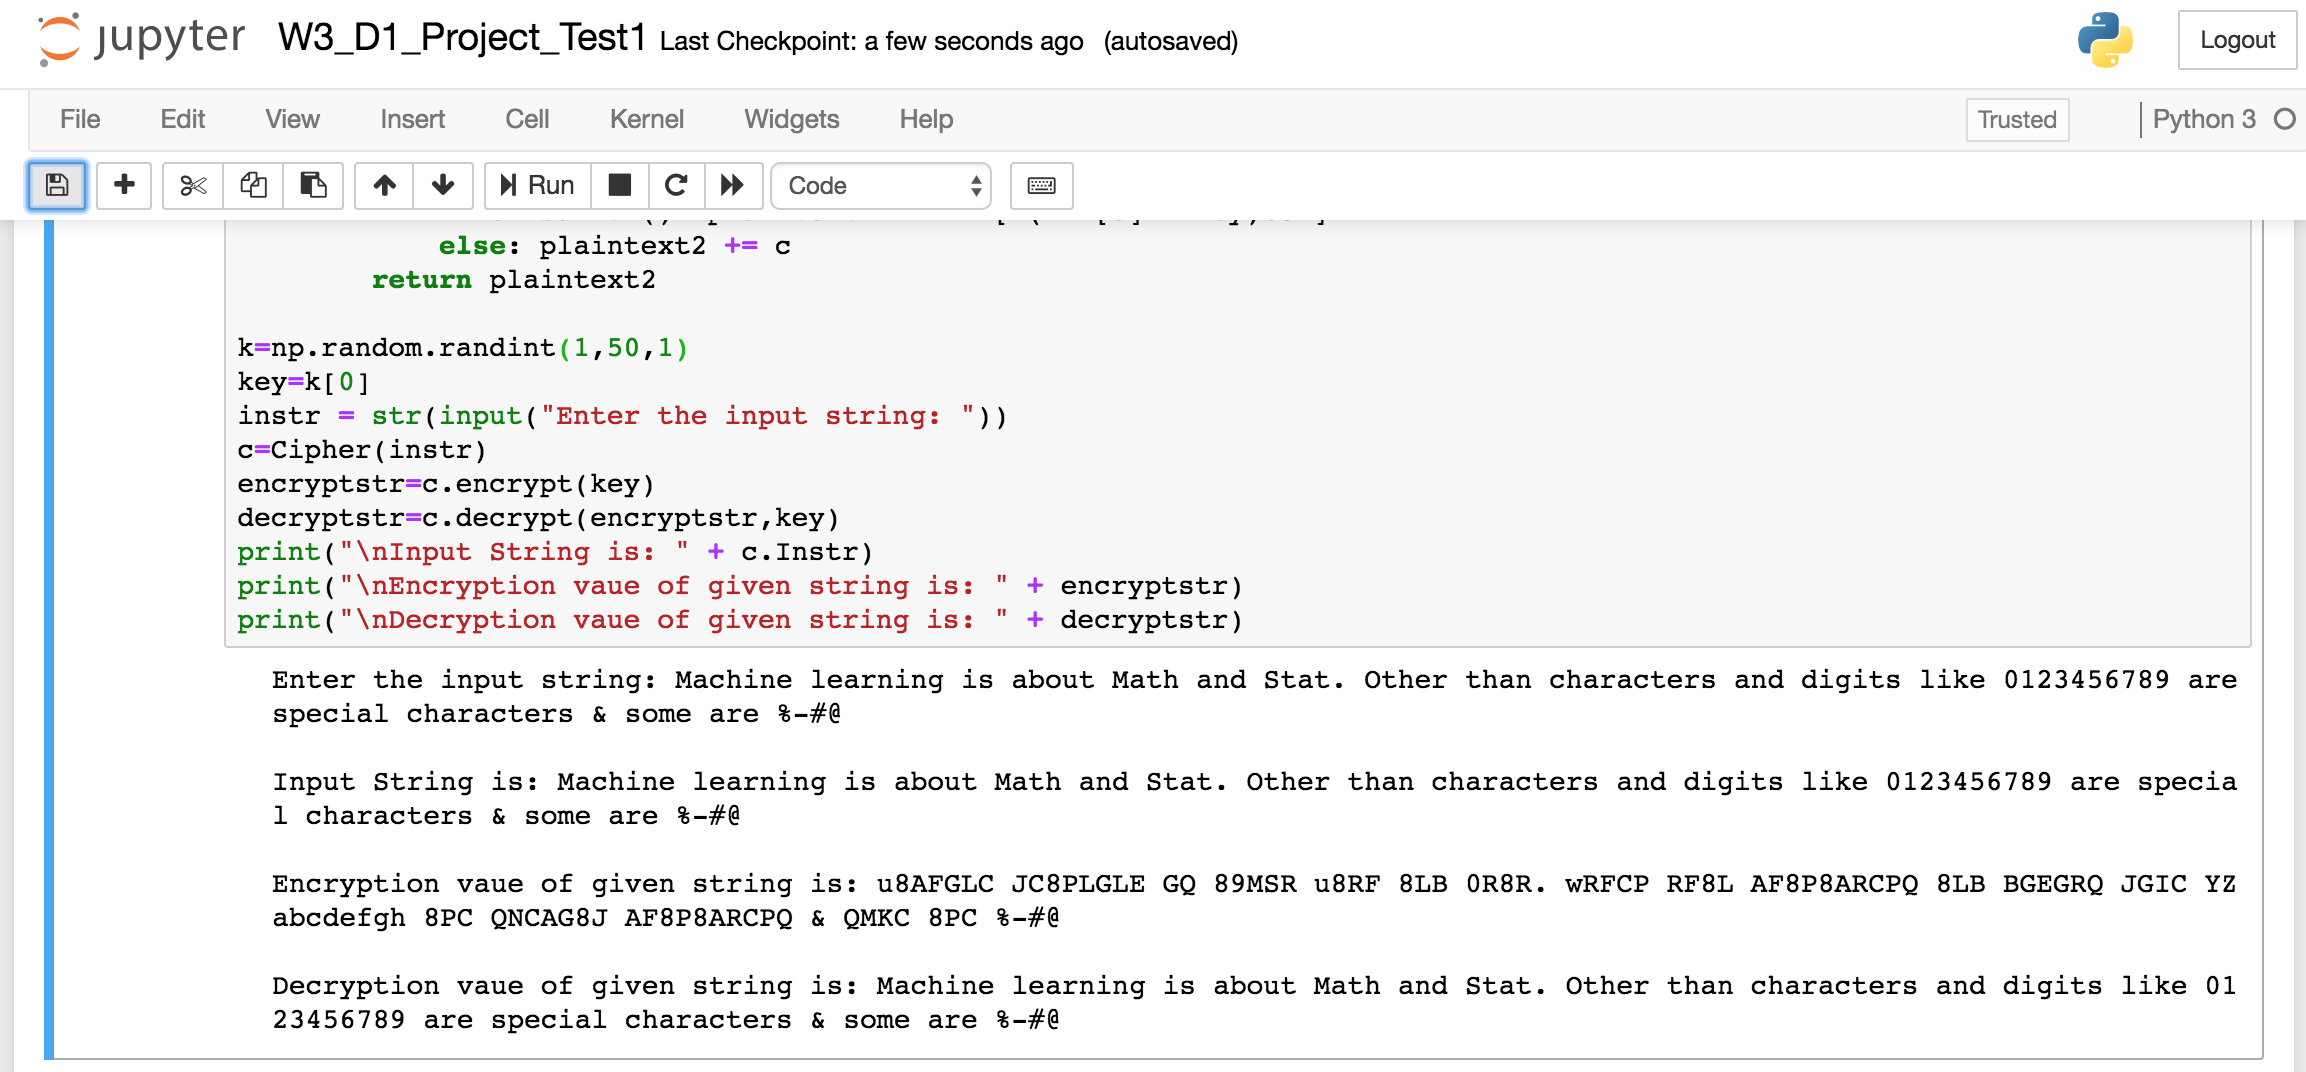 jupyter W3_D1_Project_Test1 Last Checkpoint: a few seconds ago (autosaved) Logout
File Edit View Insert Cell Kernel Widgets Help Trusted Python 3
Run Code
else: plaintext2 += c
return plaintext2
k=np.random.randint(1,50,1)
key=k[0]
instr = str(input("Enter the input string: "))
c=Cipher(instr)
encryptstr=c.encrypt(key)
decryptstr=c.decrypt(encryptstr,key)
print("\nInput String is: " + c.Instr)
print("\nEncryption vaue of given string is: " + encryptstr)
print("\nDecryption vaue of given string is: " + decryptstr)
Enter the input string: Machine learning is about Math and Stat. Other than characters and digits like 0123456789 are
special characters & some are %-#@
Input String is: Machine learning is about Math and Stat. Other than characters and digits like 0123456789 are specia
l characters & some are %-#@
Encryption vaue of given string is: u8AFGLC JC8PLGLE GQ 89MSR u8RF 8LB 0R8R. wRFCP RF8L AF8P8ARCPQ 8LB BGEGRQ JGIC YZ
abcdefgh 8PC QNCAG8J AF8P8ARCPQ & QMKC 8PC %-#@
Decryption vaue of given string is: Machine learning is about Math and Stat. Other than characters and digits like 01
23456789 are special characters & some are %-#@